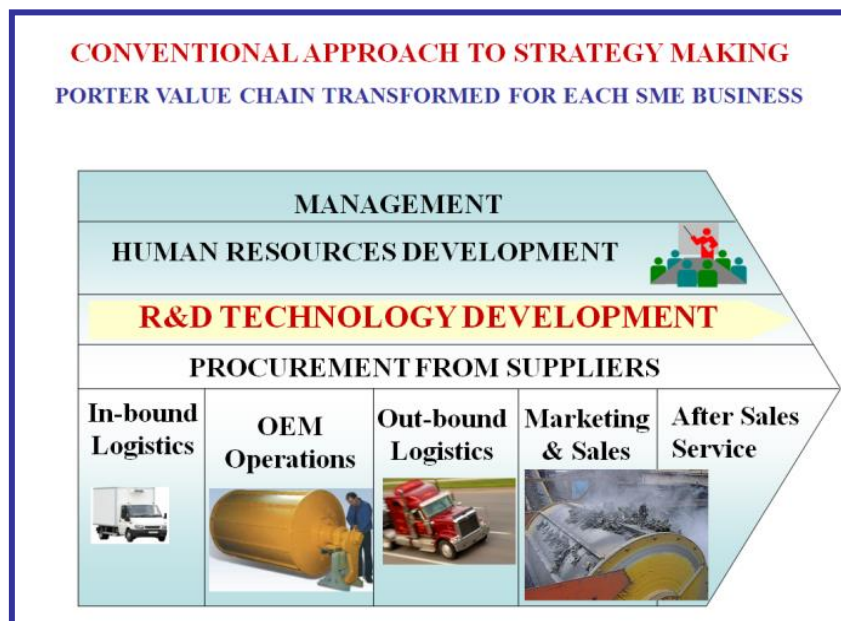 CONVENTIONAL APPROACH TO STRATEGY MAKING
PORTER VALUE CHAIN TRANSFORMED FOR EACH SME BUSINESS
MANAGEMENT
HUMAN RESOURCES DEVELOPMENT
R&D TECHNOLOGY DEVELOPMENT
PROCUREMENT FROM SUPPLIERS
In-bound
Logistics
OEM
Operations
Out-bound
Logistics
Marketing
& Sales
After Sales
Service